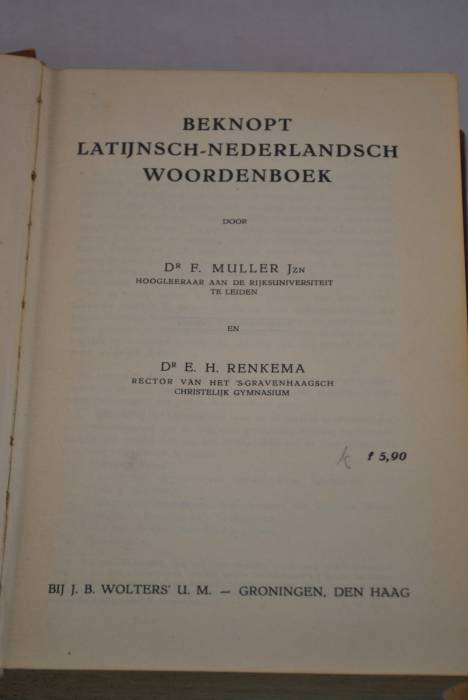 BEKNOPT
LATIJNSCH-NEDERLANDSCH
WOORDENBOEK
DOOR
DR F. MULLER JZN
HOOGLEERAAR AAN DE RIJKSUNIVERSITEIT
TE LEIDEN
EN
DR E. H. RENKEMA
RECTOR VAN HET 'S-GRAVENHAAGSCH
CHRISTELIJK GYMNASIUM
f 5,90
BIJ J. B. WOLTERS' U. M. — GRONINGEN, DEN HAAG